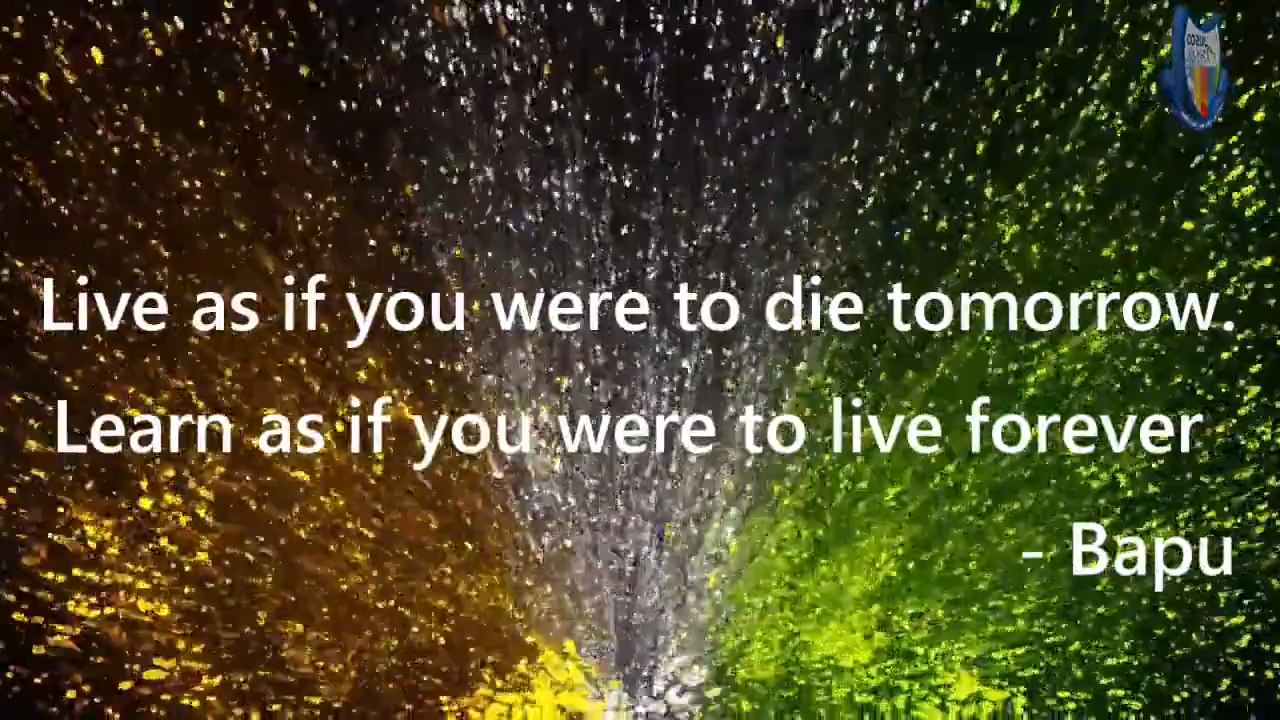 Live as if you were to die tomorrow.
Learn as if you were to live forever
- Bapu